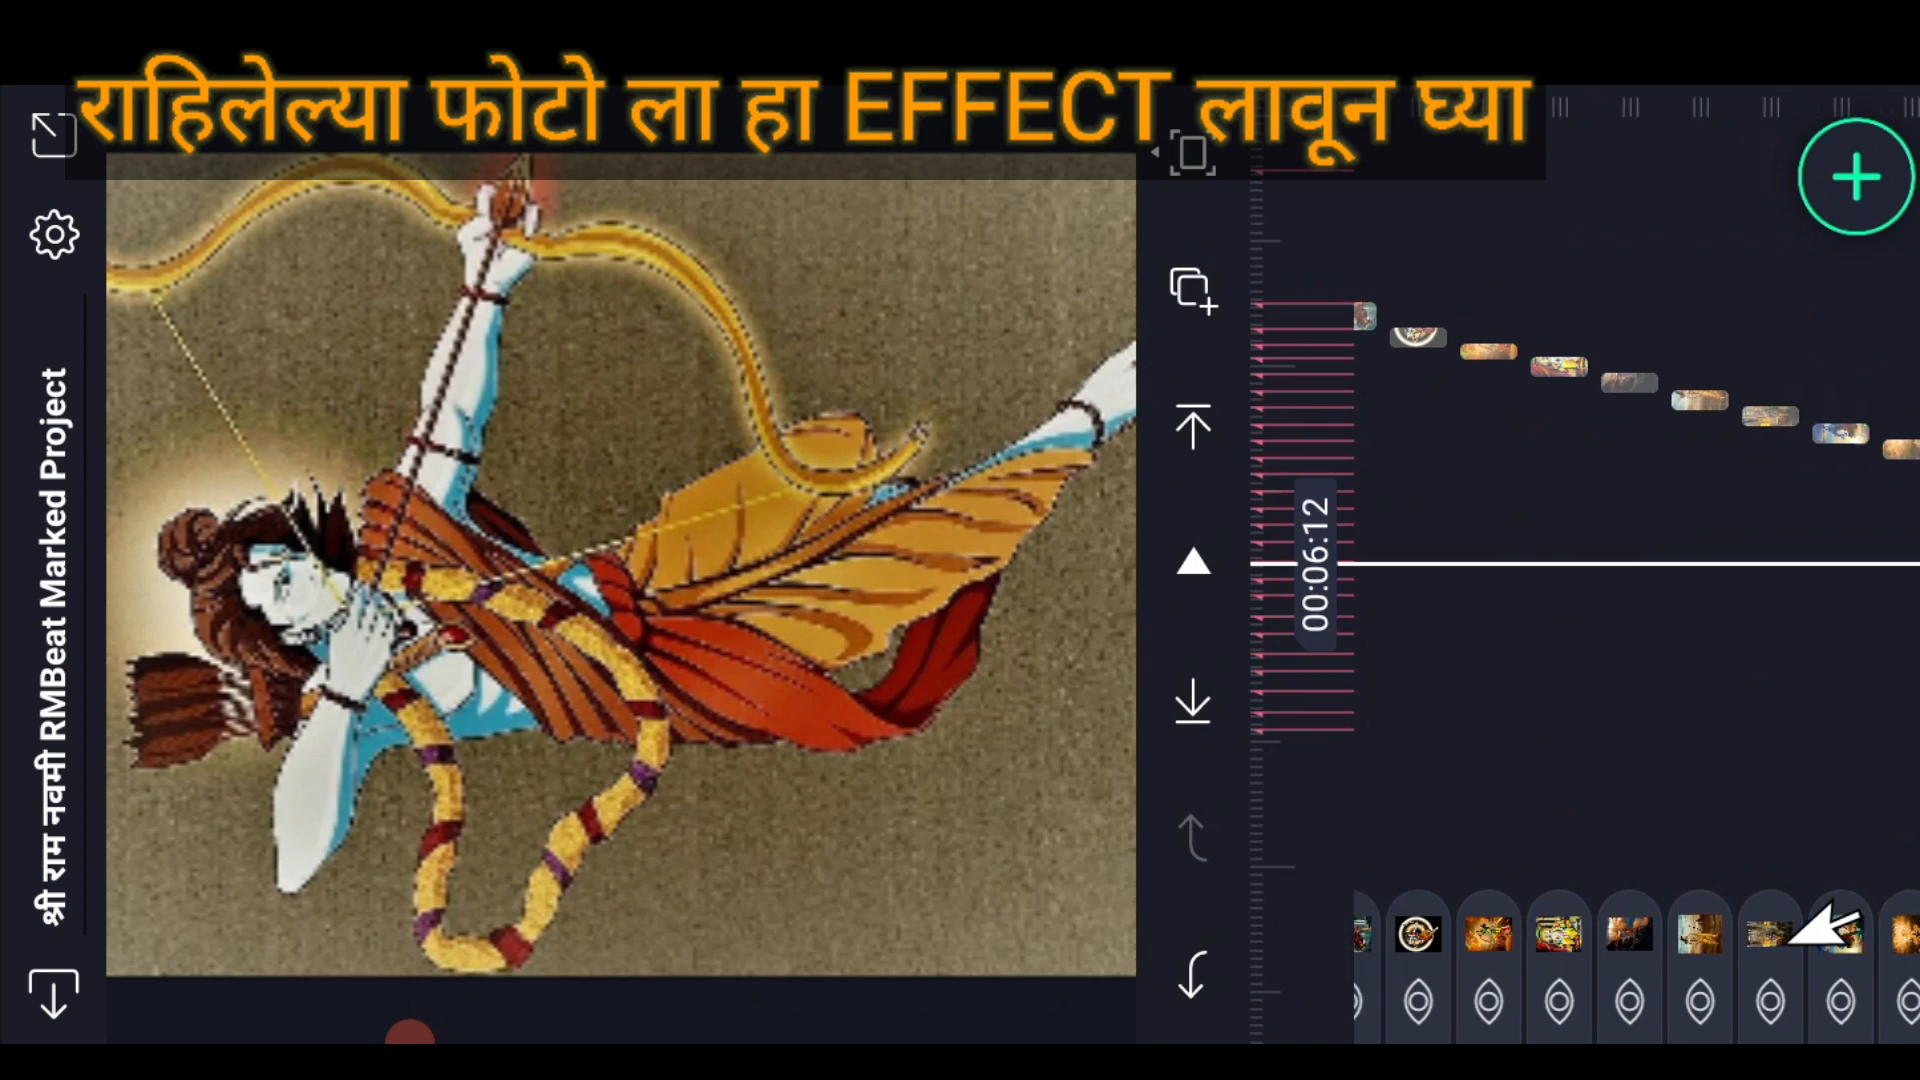 राहिलेल्या फोटो ला हा EFFECT लावून घ्या
श्री राम नवमी RMBeat Marked Project
00:06:12